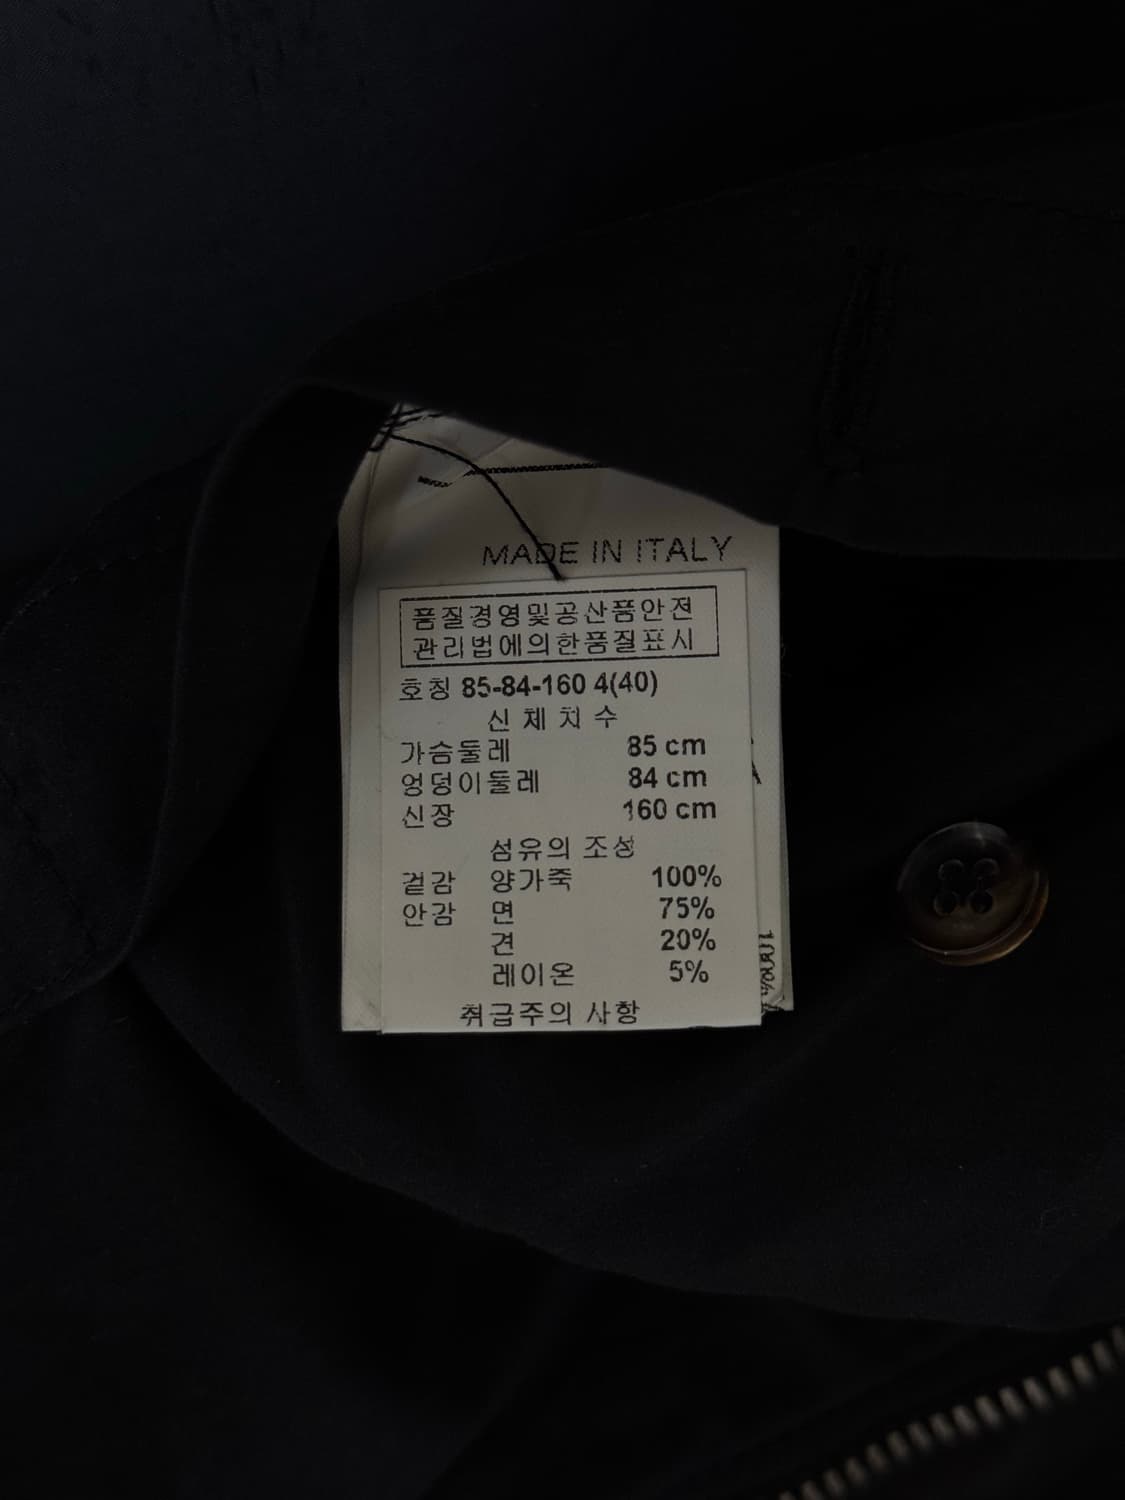 MADE IN ITALY
품질경영및공산품안전
관리법에의한품질표시
호칭 85-84-160 4(40)
신체치수
가슴둘레 85 cm
엉덩이둘레 84 cm
신장 160 cm
섬유의 조성
겉감 양가죽 100%
안감 면 75%
견 20%
레이온 5%
취급주의 사항
100%